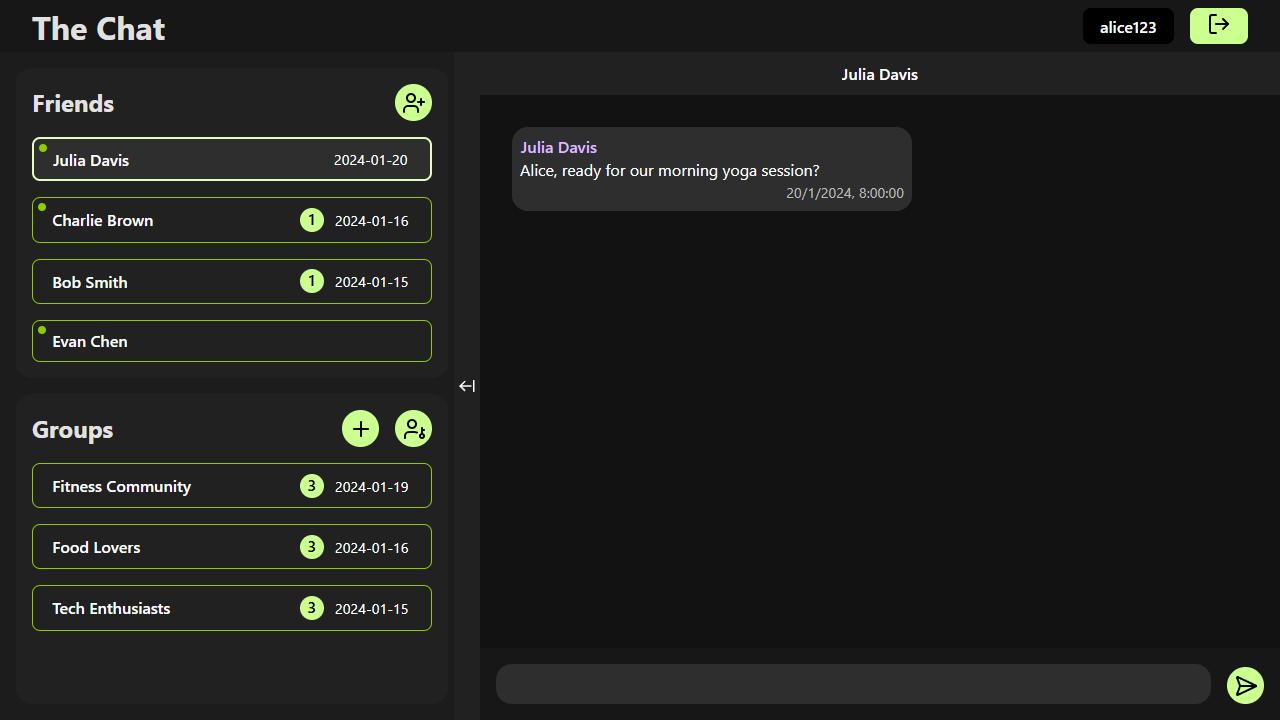 The Chat
alice123
Friends
Julia Davis 2024-01-20
Charlie Brown 1 2024-01-16
Bob Smith 1 2024-01-15
Evan Chen
Groups
Fitness Community 3 2024-01-19
Food Lovers 3 2024-01-16
Tech Enthusiasts 3 2024-01-15
Julia Davis
Julia Davis
Alice, ready for our morning yoga session?
20/1/2024, 8:00:00